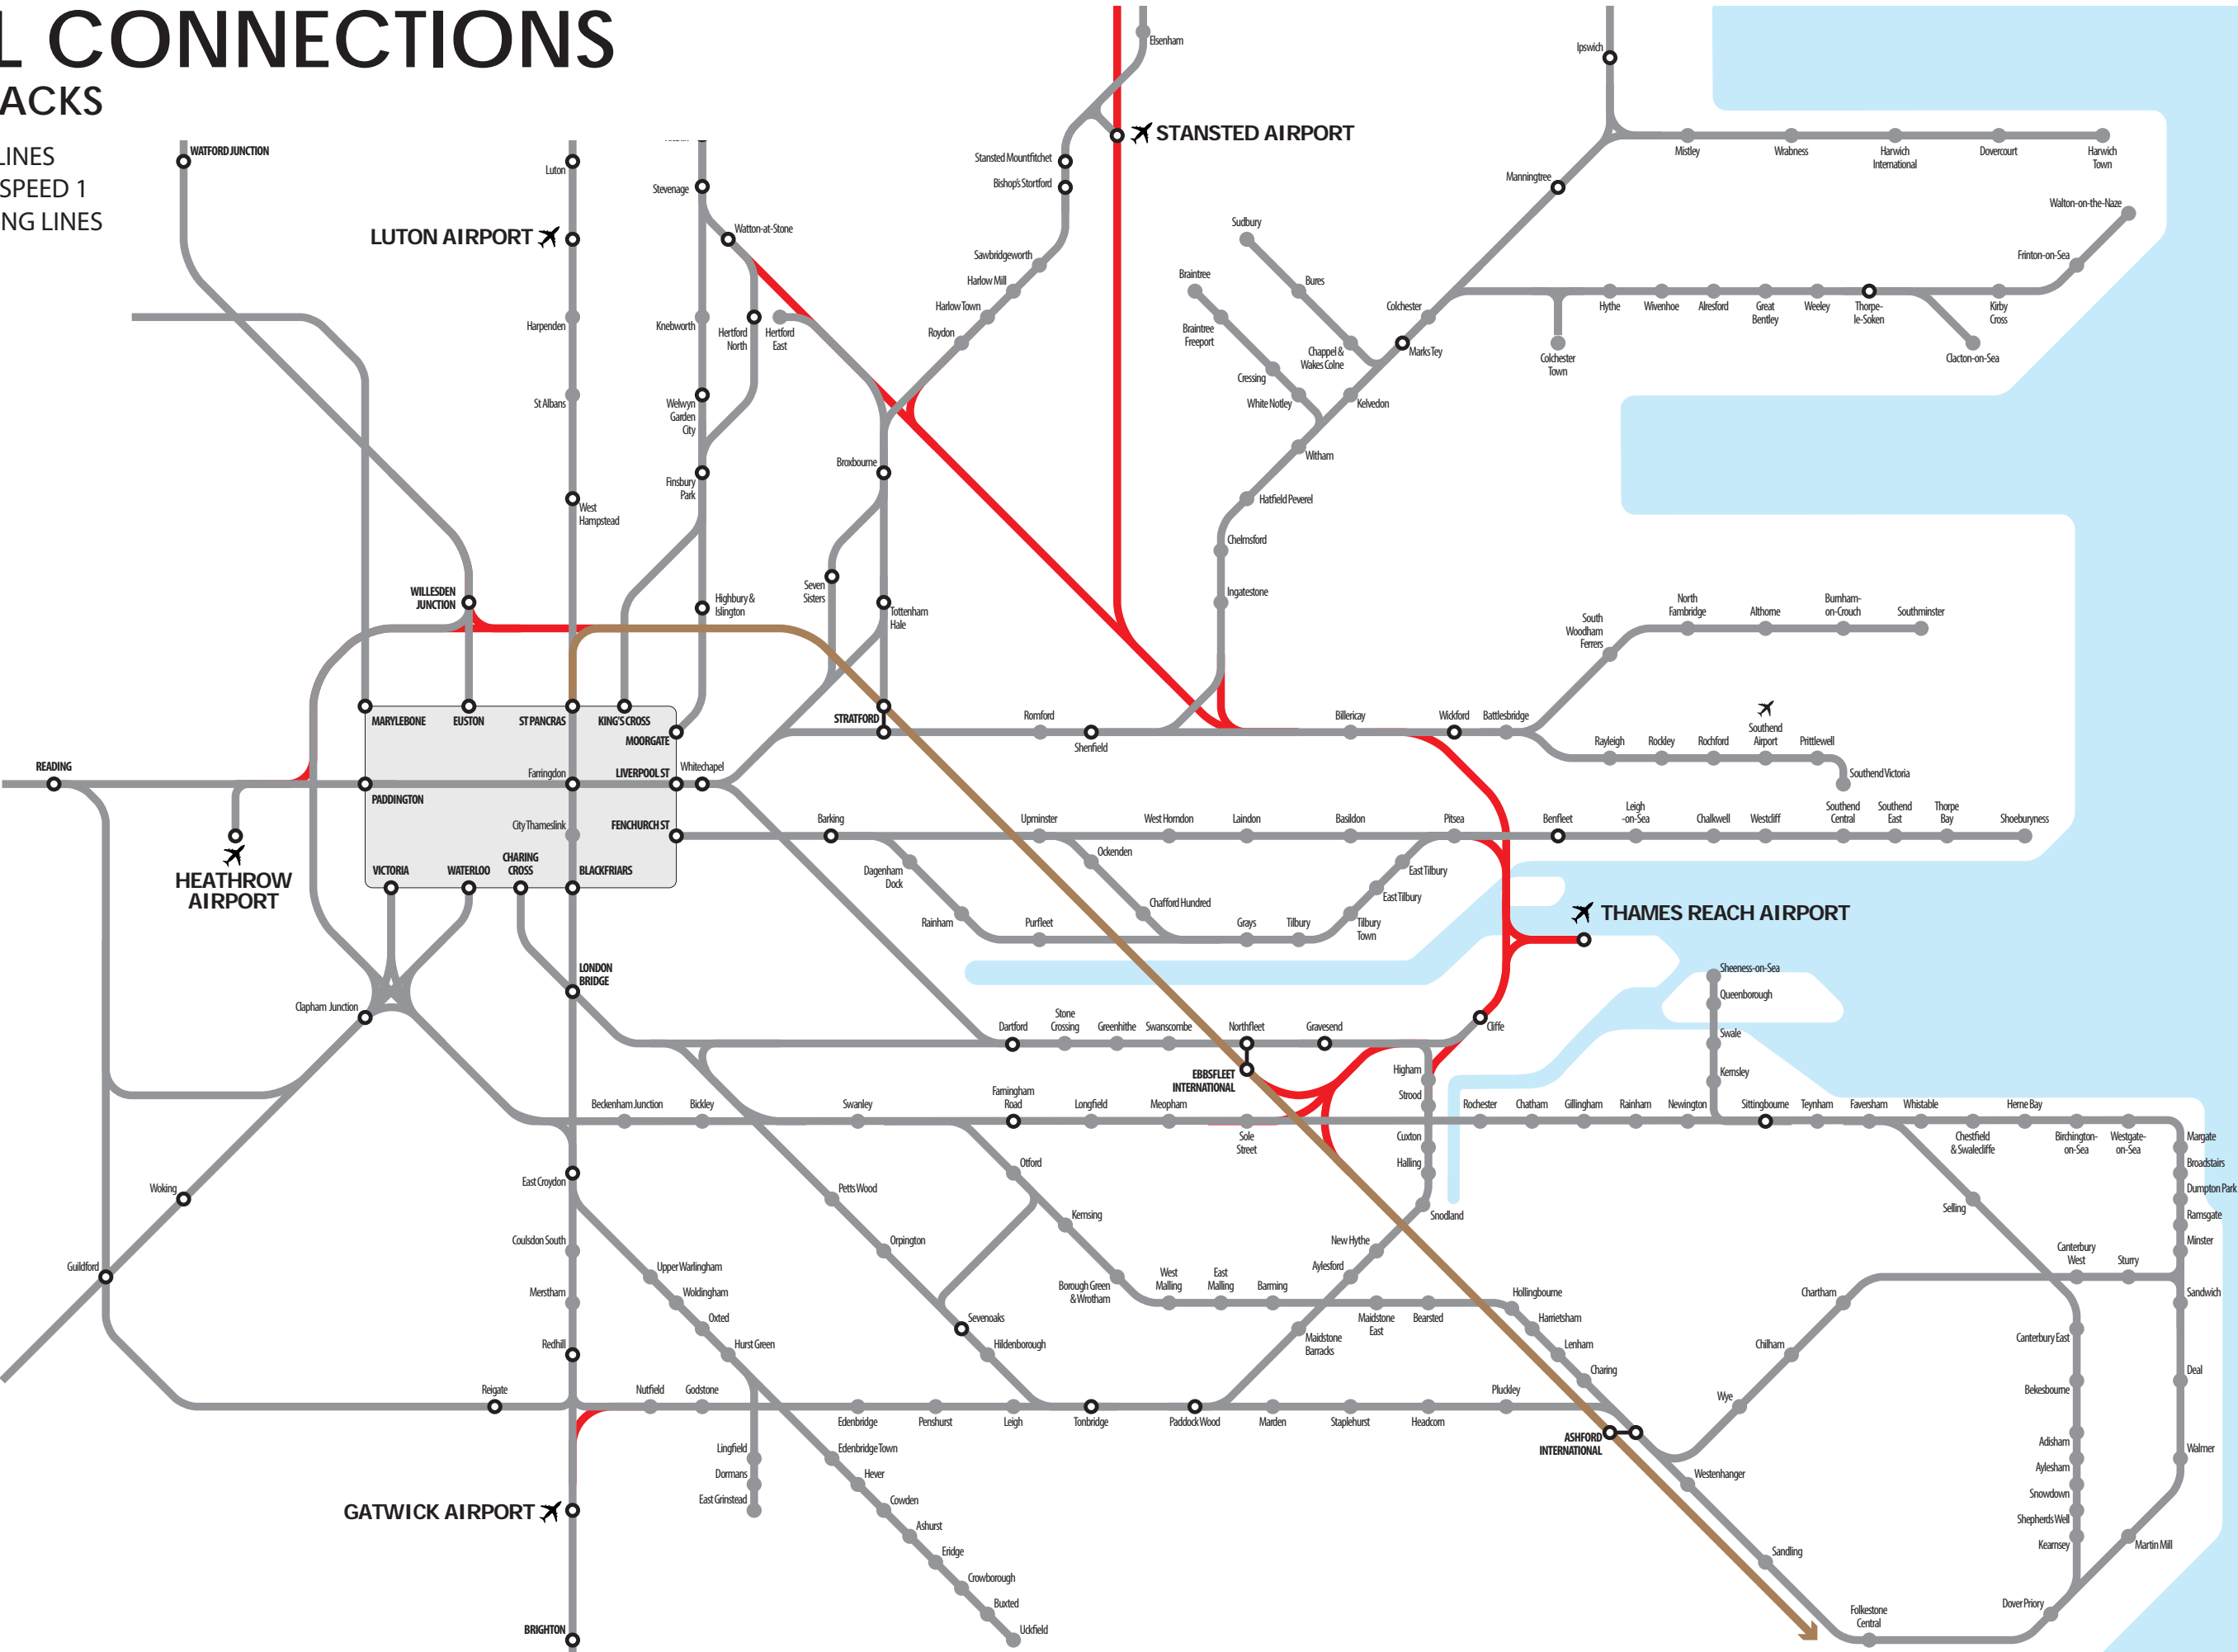 L CONNECTIONS
ACKS
LINES
SPEED 1
NG LINES
WATFORD JUNCTION
Luton
LUTON AIRPORT
Harpenden
St Albans
West
Hampstead
Stevenage
Watton-at-Stone
Knebworth
Hertford
North
Hertford
East
Welwyn
Garden
City
Finsbury
Park
Highbury &
Islington
Elsenham
STANSTED AIRPORT
Stansted Mountfitchet
Bishop's Stortford
Sawbridgeworth
Harlow Mill
Harlow Town
Roydon
Broxbourne
Seven
Sisters
Tottenham
Hale
Ipswich
Mistley
Wrabness
Harwich
International
Dovercourt
Harwich
Town
Manningtree
Walton-on-the-Naze
Frinton-on-Sea
Sudbury
Bures
Braintree
Braintree
Freeport
Chappel &
Wakes Colne
Cressing
White Notley
Colchester
Marks Tey
Kelvedon
Witham
Hatfield Peverel
Chelmsford
Ingatestone
Hythe
Wivenhoe
Alresford
Great
Bentley
Weeley
Thorpe-
le-Soken
Kirby
Cross
Colchester
Town
Clacton-on-Sea
WILLESDEN
JUNCTION
MARYLEBONE
EUSTON
ST PANCRAS
KING'S CROSS
MOORGATE
STRATFORD
Romford
Shenfield
Billericay
Wickford
Battlesbridge
South
Woodham
Ferrers
North
Fambridge
Althorne
Burnham-
on-Crouch
Southminster
Rayleigh
Rockley
Rochford
Southend
Airport
Prittlewell
Southend Victoria
READING
PADDINGTON
Farringdon
LIVERPOOL ST
Whitechapel
City Thameslink
FENCHURCH ST
HEATHROW
AIRPORT
VICTORIA
WATERLOO
CHARING
CROSS
BLACKFRIARS
Barking
Upminster
West Horndon
Laindon
Basildon
Pitsea
Benfleet
Leigh
-on-Sea
Chalkwell
Westcliff
Southend
Central
Southend
East
Thorpe
Bay
Shoeburyness
Dagenham
Dock
Rainham
Purfleet
Ockenden
Chafford Hundred
Grays
Tilbury
Tilbury
Town
East Tilbury
East Tilbury
THAMES REACH AIRPORT
LONDON
BRIDGE
Clapham Junction
Dartford
Stone
Crossing
Greenhithe
Swanscombe
Northfleet
Gravesend
Cliffe
EBBSFLEET
INTERNATIONAL
Sheeness-on-Sea
Queenborough
Swale
Kemsley
Higham
Strood
Cuxton
Halling
Snodland
Beckenham Junction
Bickley
Swanley
Farningham
Road
Longfield
Meopham
Sole
Street
Rochester
Chatham
Gillingham
Rainham
Newington
Sittingbourne
Teynham
Faversham
Whistable
Chestfield
& Swalecliffe
Herne Bay
Birchington-
on-Sea
Westgate-
on-Sea
Margate
Broadstairs
Dumpton Park
Ramsgate
Minster
Sandwich
Deal
Walmer
Martin Mill
Dover Priory
Woking
Guildford
East Croydon
Coulsdon South
Merstham
Redhill
Reigate
Upper Warlingham
Woldingham
Oxted
Hurst Green
Nutfield
Godstone
Petts Wood
Orpington
Sevenoaks
Hildenborough
Otford
Kemsing
Borough Green
& Wrotham
West
Malling
East
Malling
Barming
Maidstone
East
Bearsted
Hollingbourne
Harrietsham
Lenham
Charing
New Hythe
Aylesford
Maidstone
Barracks
Edenbridge
Penshurst
Leigh
Tonbridge
Paddock Wood
Marden
Staplehurst
Headcorn
Pluckley
ASHFORD
INTERNATIONAL
Selling
Canterbury
West
Sturry
Chartham
Chilham
Wye
Canterbury East
Bekesbourne
Adisham
Aylesham
Snowdown
Shepherds Well
Kearnsey
Westenhanger
Sandling
Folkestone
Central
Lingfield
Dormans
East Grinstead
Edenbridge Town
Hever
Cowden
Ashurst
Eridge
Crowborough
Buxted
Uckfield
GATWICK AIRPORT
BRIGHTON